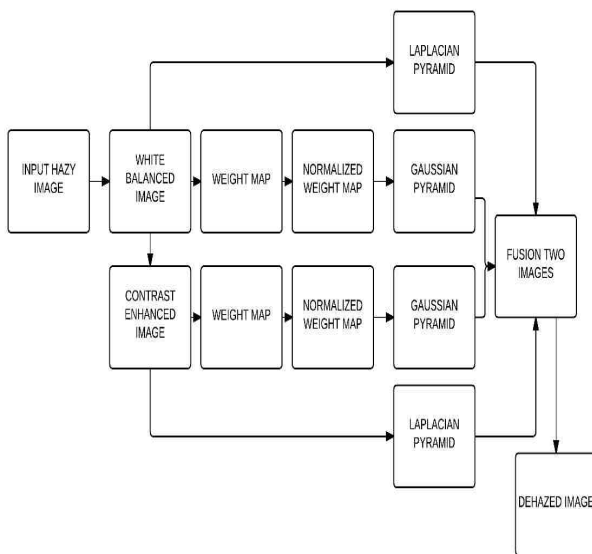 LAPLACIAN
PYRAMID
INPUT HAZY
IMAGE
WHITE
BALANCED
IMAGE
WEIGHT MAP
NORMALIZED
WEIGHT MAP
GAUSSIAN
PYRAMID
FUSION TWO
IMAGES
CONTRAST
ENHANCED
IMAGE
WEIGHT MAP
NORMALIZED
WEIGHT MAP
GAUSSIAN
PYRAMID
LAPLACIAN
PYRAMID
DEHAZED IMAGE